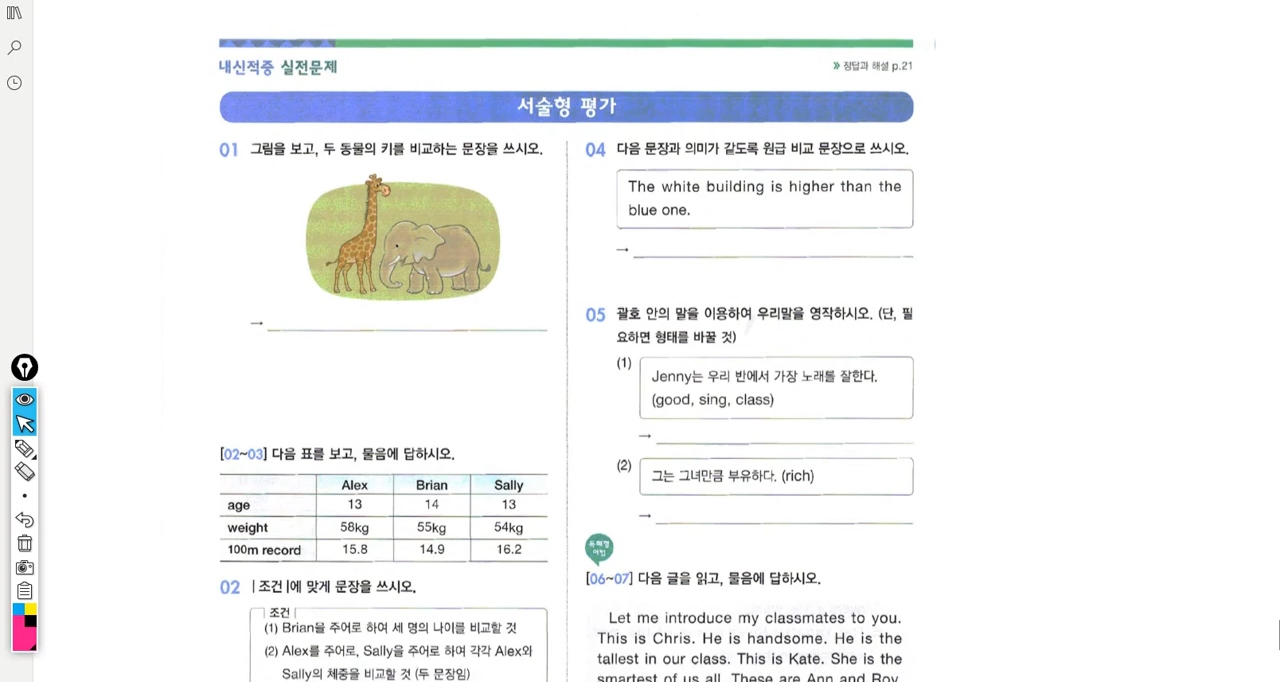 내신적중 실전문제
» 정답과 해설 p.21
서술형 평가
01 그림을 보고, 두 동물의 키를 비교하는 문장을 쓰시오.
→
[02~03] 다음 표를 보고, 물음에 답하시오.
Alex Brian Sally
age 13 14 13
weight 58kg 55kg 54kg
100m record 15.8 14.9 16.2
02 |조건|에 맞게 문장을 쓰시오.
조건
(1) Brian을 주어로 하여 세 명의 나이를 비교할 것
(2) Alex를 주어로, Sally을 주어로 하여 각각 Alex와
Sally의 체중을 비교할 것 (두 문장임)
04 다음 문장과 의미가 같도록 원급 비교 문장으로 쓰시오.
The white building is higher than the
blue one.
→
05 괄호 안의 말을 이용하여 우리말을 영작하시오. (단, 필
요하면 형태를 바꿀 것)
(1) Jenny는 우리 반에서 가장 노래를 잘한다.
(good, sing, class)
→
(2) 그는 그녀만큼 부유하다. (rich)
→
독해형
어법
[06~07] 다음 글을 읽고, 물음에 답하시오.
Let me introduce my classmates to you.
This is Chris. He is handsome. He is the
tallest in our class. This is Kate. She is the
smartest of us all. These are Ann and Roy.